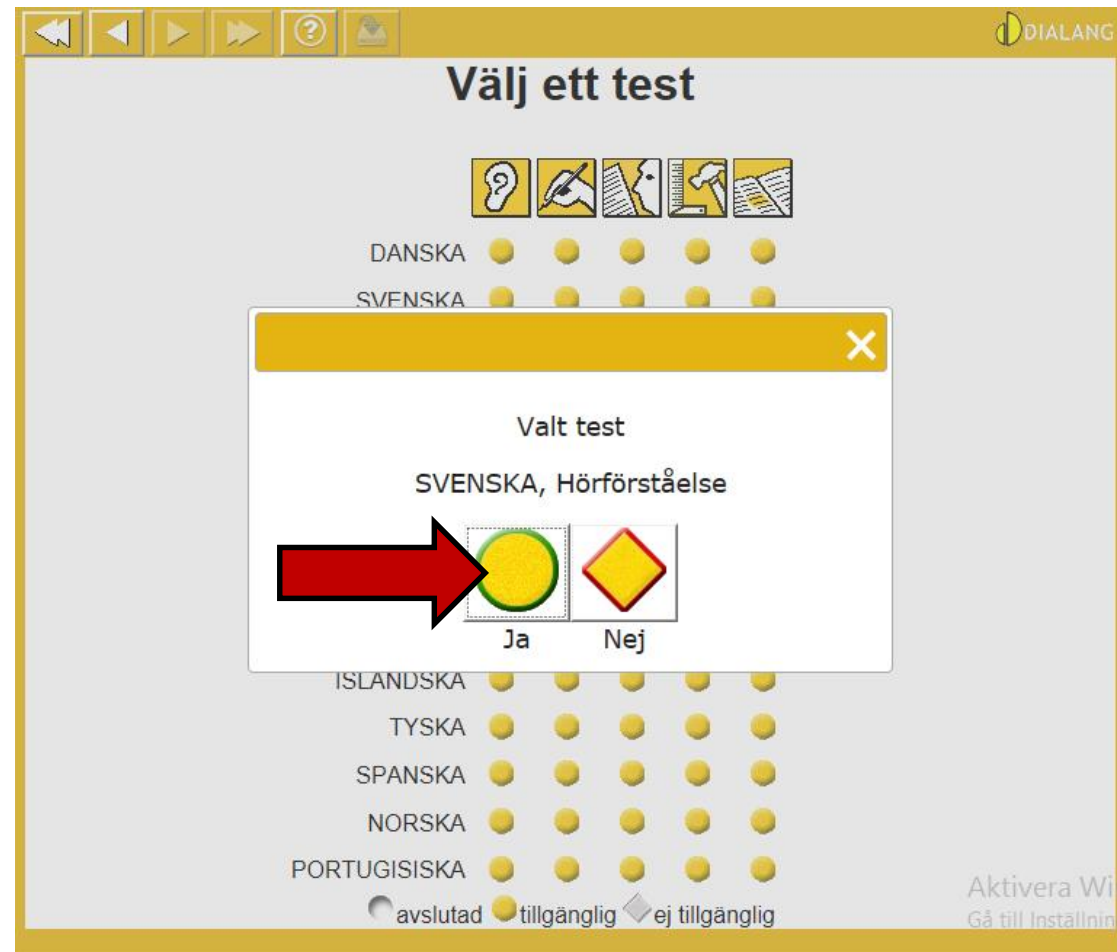 DIALANG
Välj ett test
DANSKA
SVENSKA
Valt test
SVENSKA, Hörförståelse
Ja Nej
ISLÄNDSKA
TYSKA
SPANSKA
NORSKA
PORTUGISISKA
avslutad tillgänglig ej tillgänglig
Aktivera Wi
Gå till Inställnin